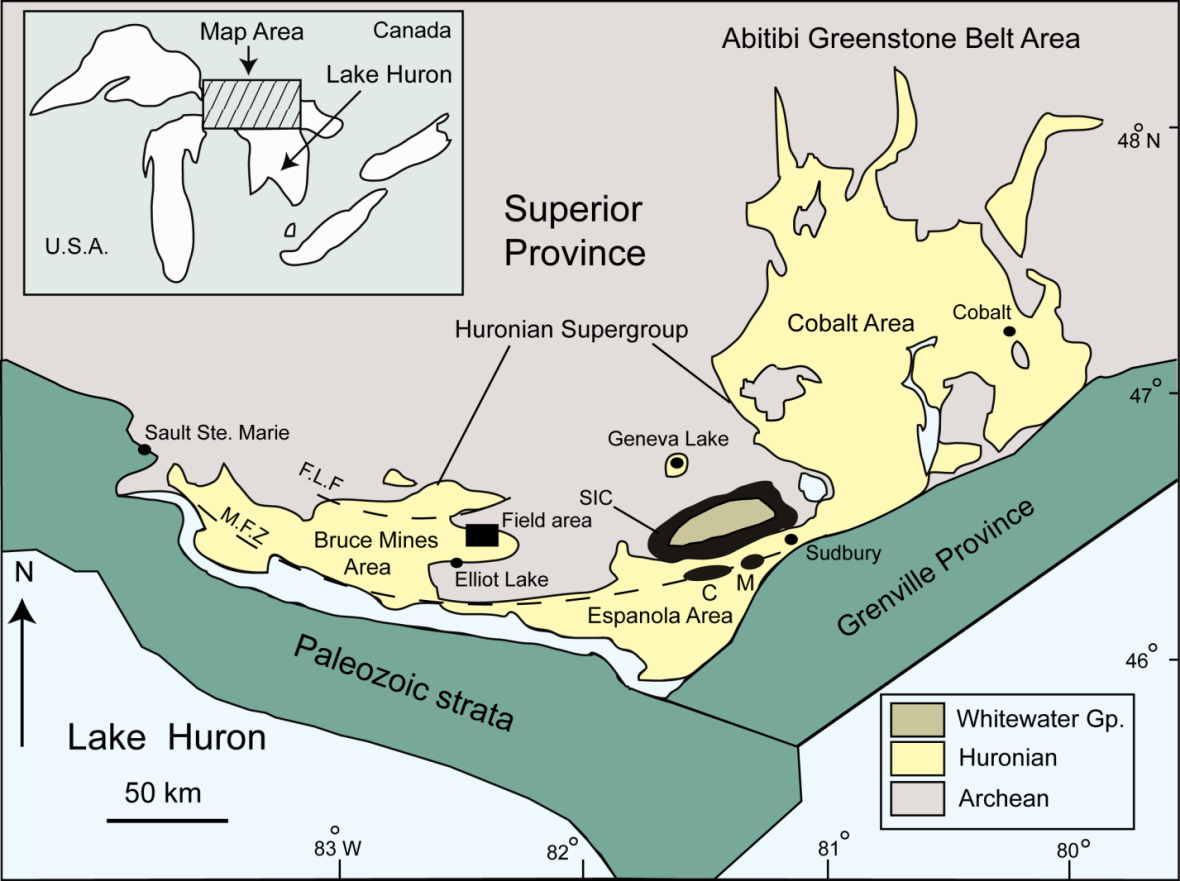 Map Area
Canada
Lake Huron
U.S.A.
Abitibi Greenstone Belt Area
48° N
Superior
Province
Huronian Supergroup
Cobalt Area
Cobalt
47°
Sault Ste. Marie
Geneva Lake
F.L.F
SIC
M.F.Z
Field area
Bruce Mines
Area
Sudbury
Elliot Lake
C
M
Espanola Area
Grenville Province
N
46°
Paleozoic strata
Lake Huron
50 km
Whitewater Gp.
Huronian
Archean
83° W
82°
81°
80°